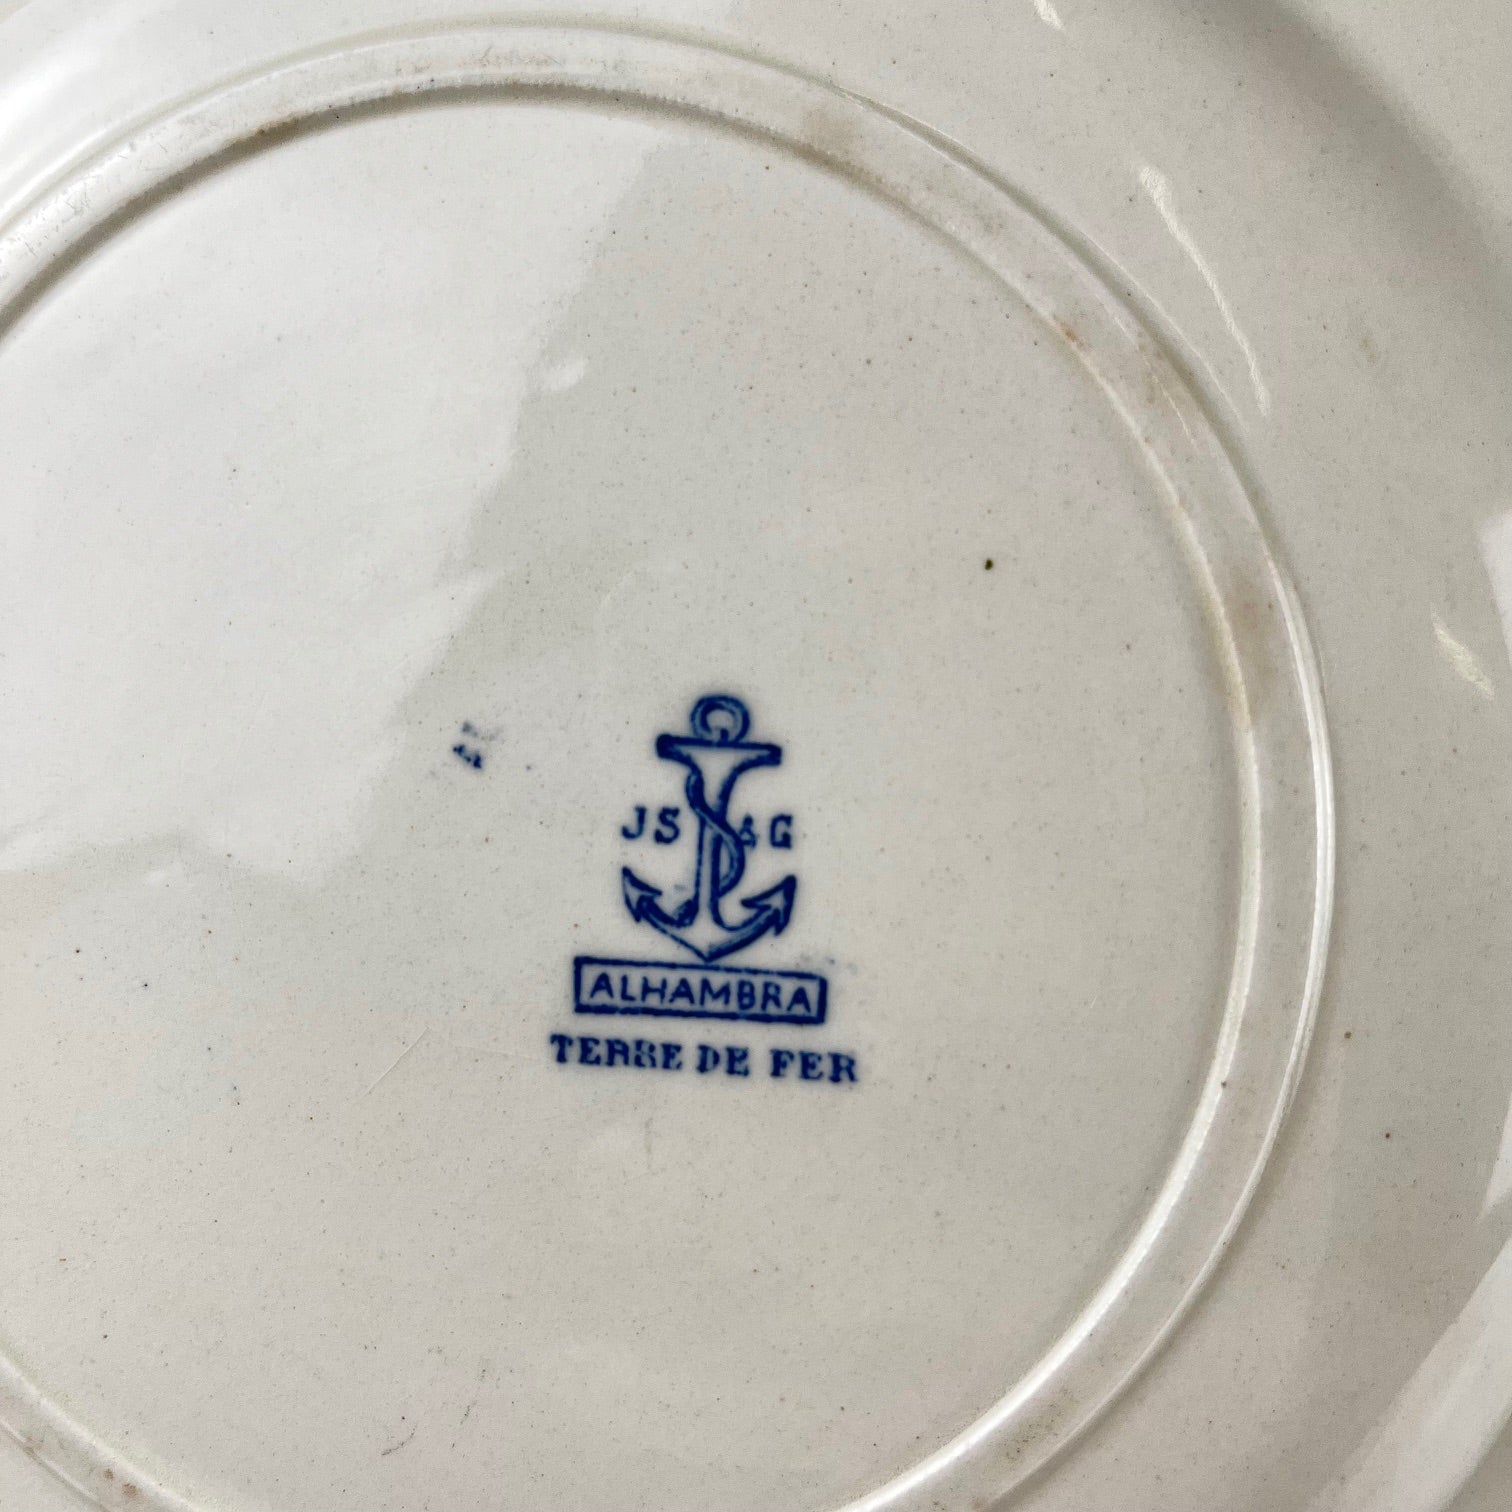 JS & G
ALHAMBRA
TERRE DE FER